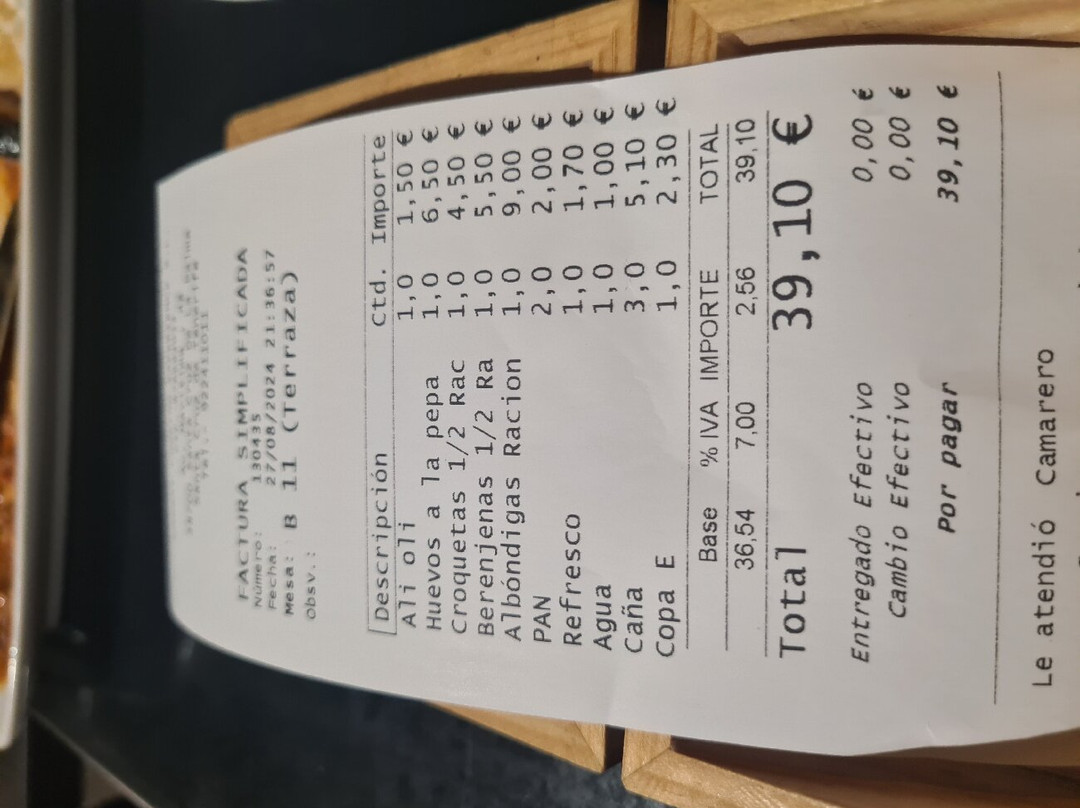 FACTURA SIMPLIFICADA
Número: 130435
Fecha: 27/08/2024 21:36:57
Mesa: B 11 (Terraza)
Obsv.:
Descripción Ctd. Importe
Ali oli 1,0 1,50 €
Huevos a la pepa 1,0 6,50 €
Croquetas 1/2 Rac 1,0 4,50 €
Berenjenas 1/2 Ra 1,0 5,50 €
Albóndigas Racion 1,0 9,00 €
PAN 2,0 2,00 €
Refresco 1,0 1,70 €
Agua 1,0 1,00 €
Caña 3,0 5,10 €
Copa E 1,0 2,30 €
Base % IVA IMPORTE TOTAL
36,54 7,00 2,56 39,10
Total 39,10 €
Entregado Efectivo 0,00 €
Cambio Efectivo 0,00 €
Por pagar 39,10 €
Le atendió Camarero